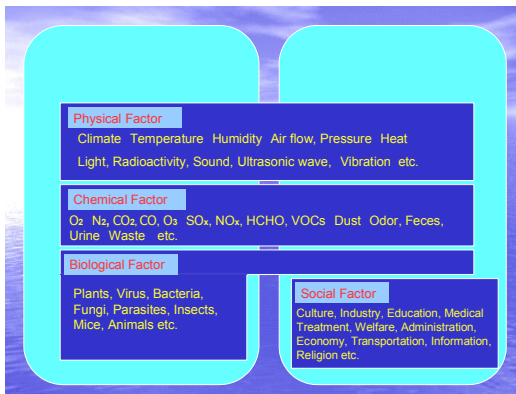 Physical Factor
Climate Temperature Humidity Air flow, Pressure Heat
Light, Radioactivity, Sound, Ultrasonic wave, Vibration etc.
Chemical Factor
O₂ N₂, CO₂, CO, O₃ SOₓ, NOₓ, HCHO, VOCs Dust Odor, Feces,
Urine Waste etc.
Biological Factor
Plants, Virus, Bacteria,
Fungi, Parasites, Insects,
Mice, Animals etc.
Social Factor
Culture, Industry, Education, Medical
Treatment, Welfare, Administration,
Economy, Transportation, Information,
Religion etc.